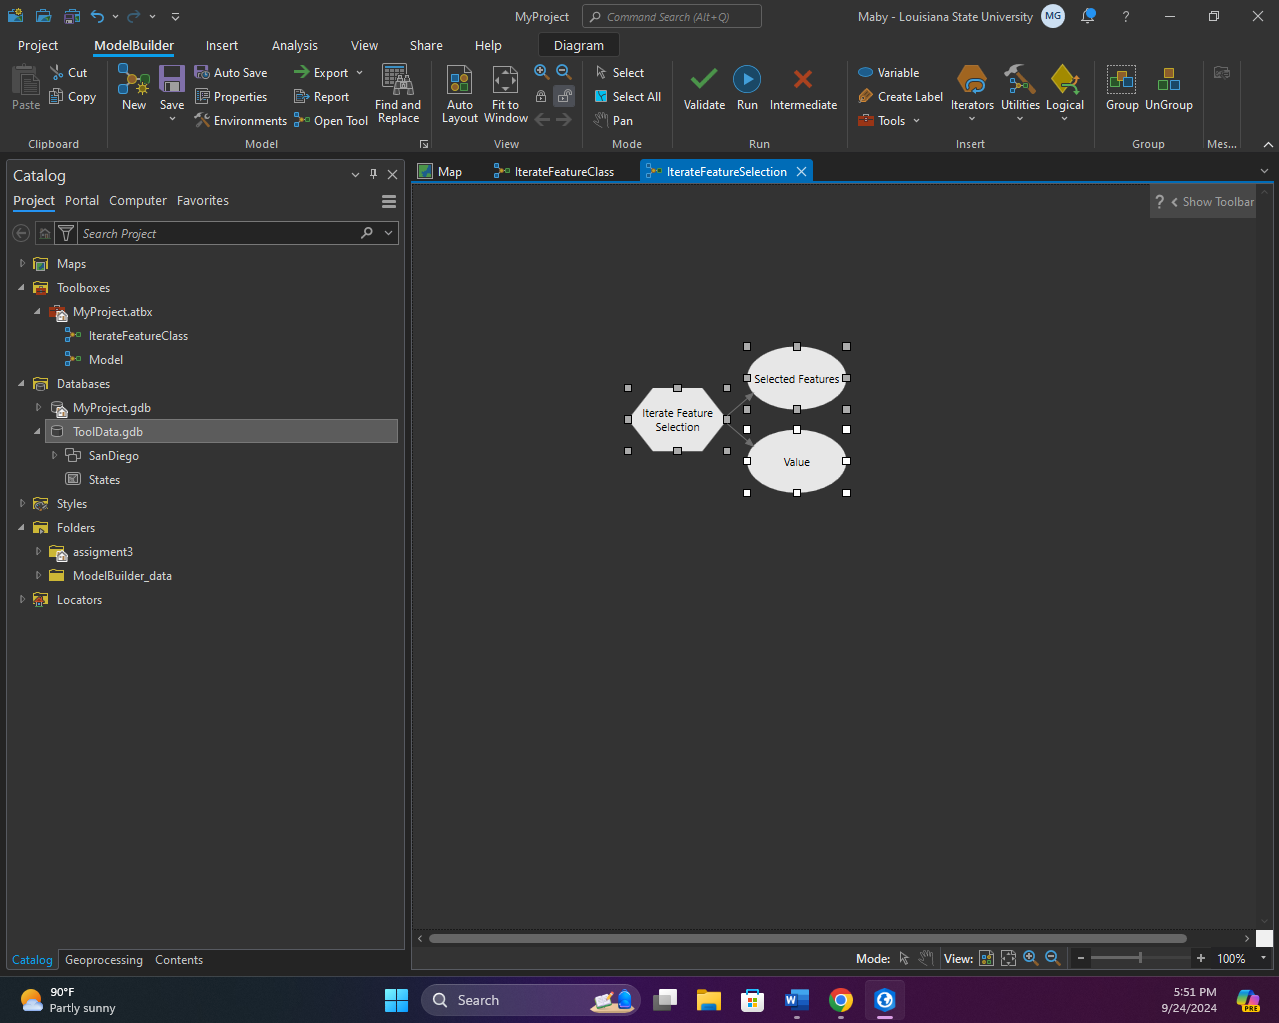 MyProject
Command Search (Alt+Q)
Maby - Louisiana State University
MG
?
Project
ModelBuilder
Insert
Analysis
View
Share
Help
Diagram
Paste
Cut
Copy
Clipboard
New
Save
Auto Save
Properties
Environments
Export
Report
Open Tool
Find and
Replace
Model
Auto
Layout
Fit to
Window
View
Select
Select All
Pan
Mode
Validate
Run
Intermediate
Run
Variable
Create Label
Tools
Iterators
Utilities
Logical
Insert
Group
UnGroup
Group
Mes...
Catalog
Project
Portal
Computer
Favorites
Search Project
Maps
Toolboxes
MyProject.atbx
IterateFeatureClass
Model
Databases
MyProject.gdb
ToolData.gdb
SanDiego
States
Styles
Folders
assigment3
ModelBuilder_data
Locators
Catalog
Geoprocessing
Contents
Map
IterateFeatureClass
IterateFeatureSelection
? < Show Toolbar
Selected Features
Iterate Feature
Selection
Value
Mode:
View:
100%
90°F
Partly sunny
Search
5:51 PM
9/24/2024
PRE